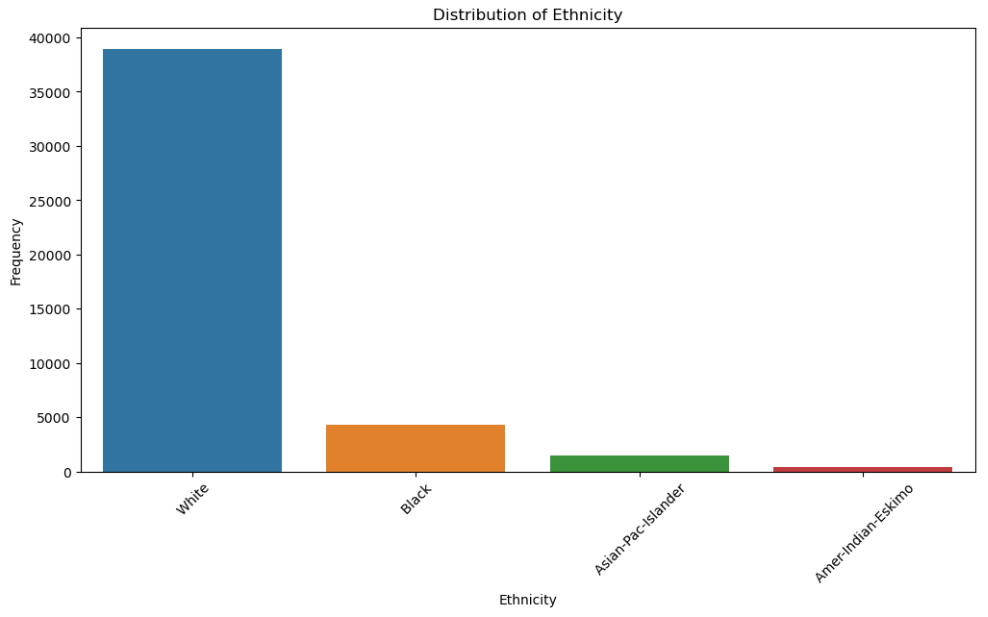 Distribution of Ethnicity
40000
35000
30000
25000
20000
15000
10000
5000
0
Frequency
White
Black
Asian-Pac-Islander
Amer-Indian-Eskimo
Ethnicity